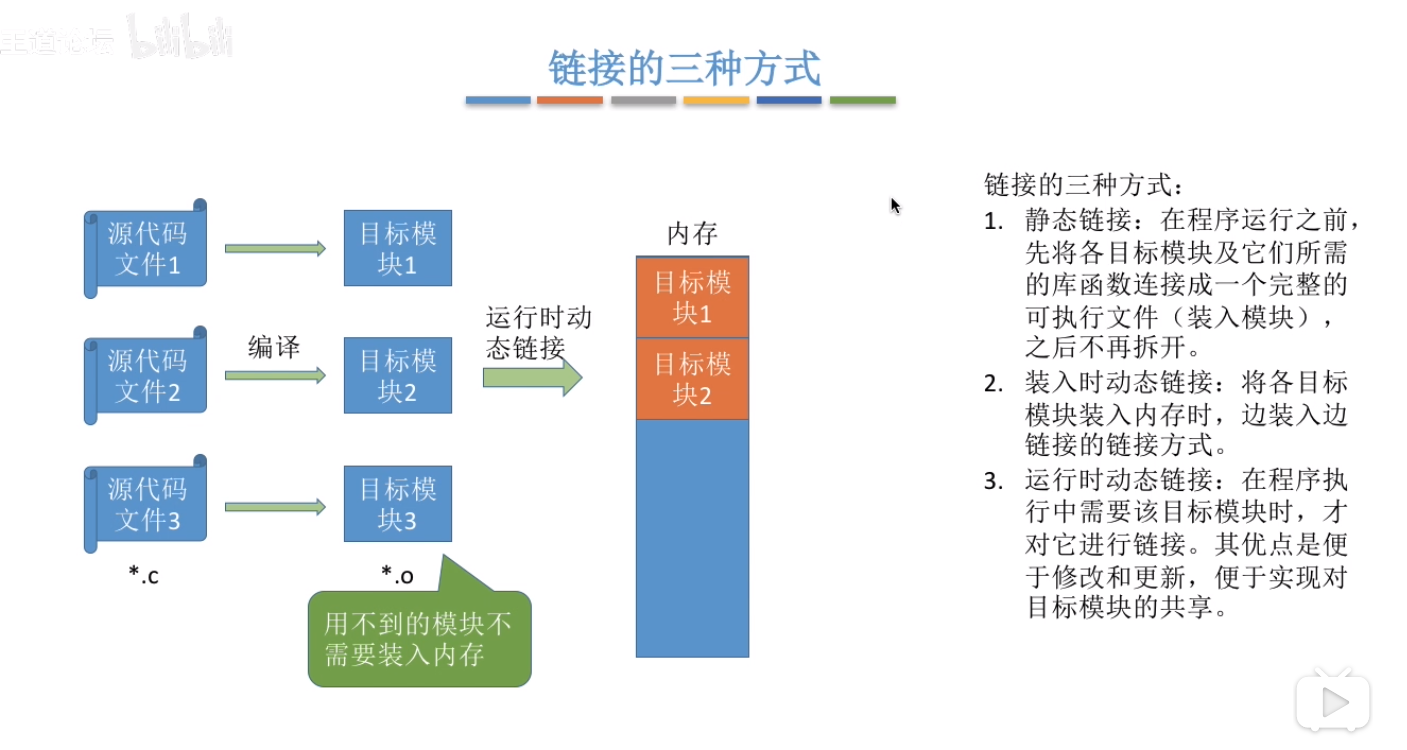 王道论坛 bilibili
链接的三种方式
源代码
文件1
目标模
块1
编译
源代码
文件2
目标模
块2
源代码
文件3
目标模
块3
*.c
*.o
用不到的模块不
需要装入内存
运行时动
态链接
内存
目标模
块1
目标模
块2
链接的三种方式：
1. 静态链接：在程序运行之前，
先将各目标模块及它们所需
的库函数连接成一个完整的
可执行文件（装入模块），
之后不再拆开。
2. 装入时动态链接：将各目标
模块装入内存时，边装入边
链接的链接方式。
3. 运行时动态链接：在程序执
行中需要该目标模块时，才
对它进行链接。其优点是便
于修改和更新，便于实现对
目标模块的共享。